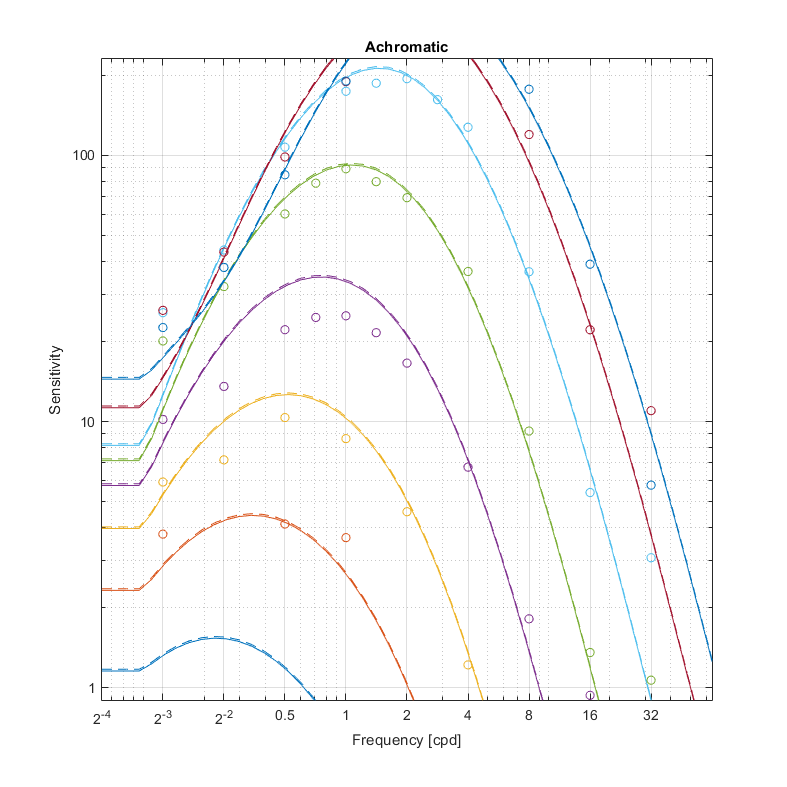 Achromatic
Sensitivity
100
10
1
2^-4 2^-3 2^-2 0.5 1 2 4 8 16 32
Frequency [cpd]